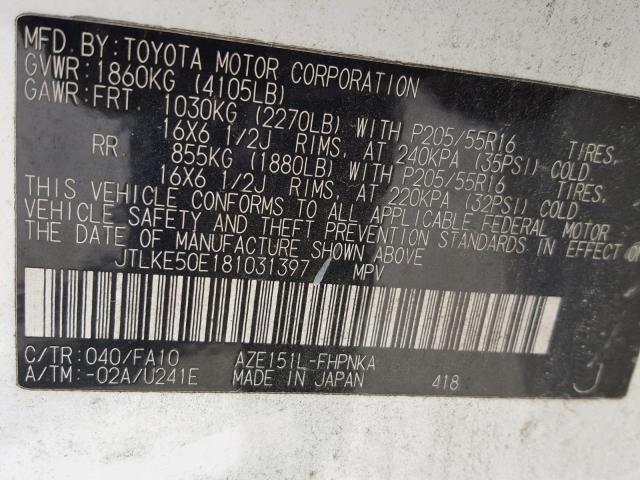 MFD.BY:TOYOTA MOTOR CORPORATION
GVWR:1860KG (4105LB)
GAWR:FRT. 1030KG (2270LB) WITH P205/55R16 TIRES,
16X6 1/2J RIMS, AT 240KPA (35PSI) COLD
RR. 855KG (1880LB) WITH P205/55R16 TIRES,
16X6 1/2J RIMS, AT 220KPA (32PSI) COLD
THIS VEHICLE CONFORMS TO ALL APPLICABLE FEDERAL MOTOR
VEHICLE SAFETY AND THEFT PREVENTION STANDARDS IN EFFECT ON
THE DATE OF MANUFACTURE SHOWN ABOVE
JTLKE50E181031397 MPV
C/TR:040/FA10 AZE151L-FHPNKA
A/TM:-02A/U241E MADE IN JAPAN 418 J